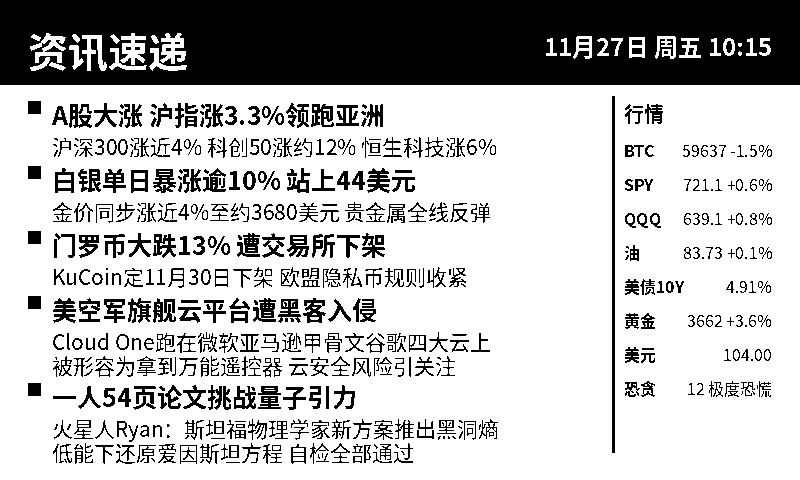 资讯速递
11月27日 周五 10:15
A股大涨 沪指涨3.3%领跑亚洲
沪深300涨近4% 科创50涨约12% 恒生科技涨6%
白银单日暴涨逾10% 站上44美元
金价同步涨近4%至约3680美元 贵金属全线反弹
门罗币大跌13% 遭交易所下架
KuCoin定11月30日下架 欧盟隐私币规则收紧
美空军旗舰云平台遭黑客入侵
Cloud One跑在微软亚马逊甲骨文谷歌四大云上
被形容为拿到万能遥控器 云安全风险引关注
一人54页论文挑战量子引力
火星人Ryan：斯坦福物理学家新方案推出黑洞熵
低能下还原爱因斯坦方程 自检全部通过
行情
BTC 59637 -1.5%
SPY 721.1 +0.6%
QQQ 639.1 +0.8%
油 83.73 +0.1%
美债10Y 4.91%
黄金 3662 +3.6%
美元 104.00
恐贪 12 极度恐慌